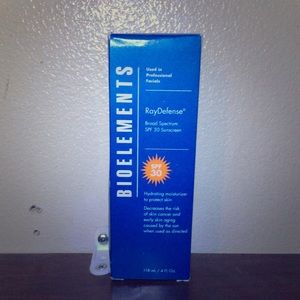 BIOELEMENTS
Used in
Professional
Facials
RayDefense®
Broad Spectrum
SPF 30 Sunscreen
SPF
30
Hydrating moisturizer
to protect skin
Decreases the risk
of skin cancer and
early skin aging
caused by the sun
when used as directed
118 mL / 4 Fl Oz.